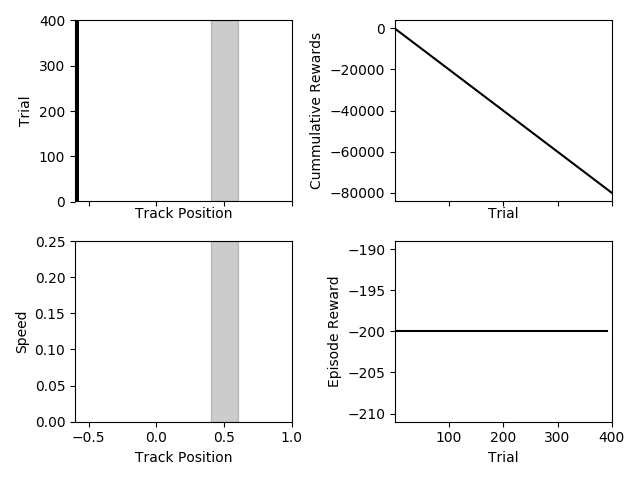 400
300
200
100
0
Trial
Track Position
0
−20000
−40000
−60000
−80000
Cummulative Rewards
Trial
0.25
0.20
0.15
0.10
0.05
0.00
Speed
−0.5 0.0 0.5 1.0
Track Position
−190
−195
−200
−205
−210
Episode Reward
100 200 300 400
Trial